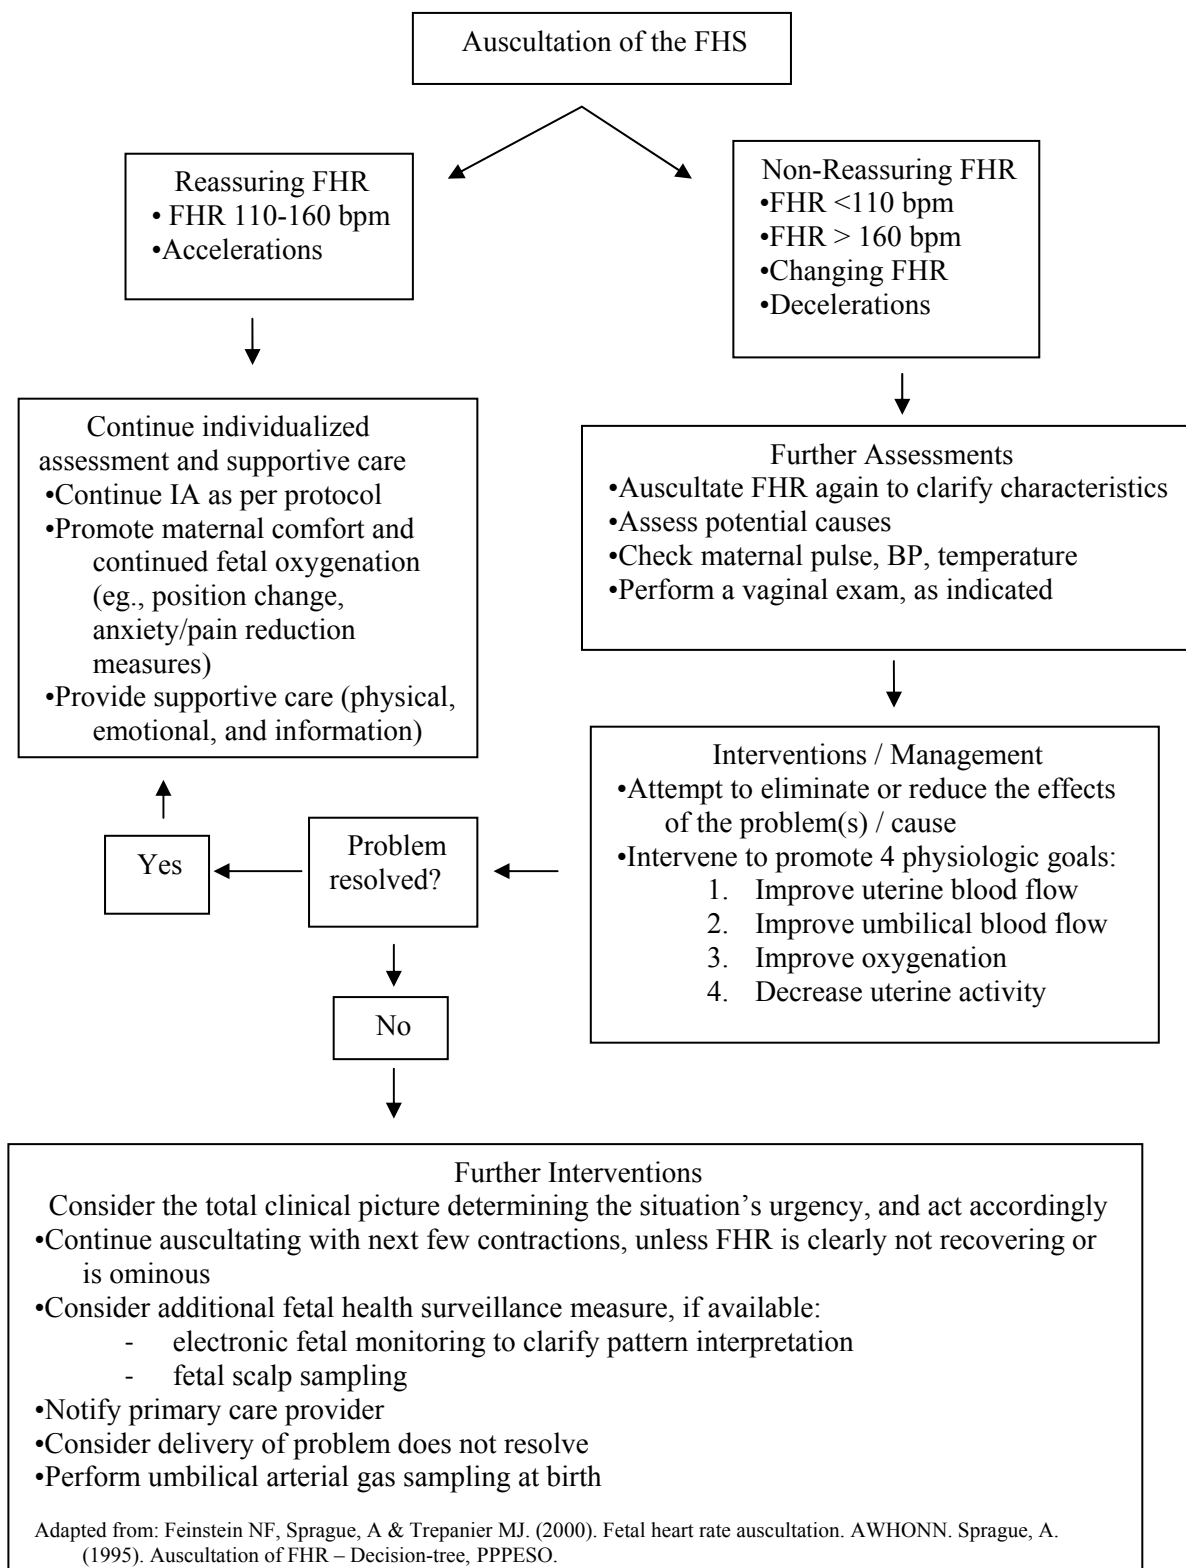 Auscultation of the FHS
Reassuring FHR
• FHR 110-160 bpm
•Accelerations
Non-Reassuring FHR
•FHR <110 bpm
•FHR > 160 bpm
•Changing FHR
•Decelerations
Continue individualized
assessment and supportive care
•Continue IA as per protocol
•Promote maternal comfort and
continued fetal oxygenation
(eg., position change,
anxiety/pain reduction
measures)
•Provide supportive care (physical,
emotional, and information)
Further Assessments
•Auscultate FHR again to clarify characteristics
•Assess potential causes
•Check maternal pulse, BP, temperature
•Perform a vaginal exam, as indicated
Interventions / Management
•Attempt to eliminate or reduce the effects
of the problem(s) / cause
•Intervene to promote 4 physiologic goals:
1. Improve uterine blood flow
2. Improve umbilical blood flow
3. Improve oxygenation
4. Decrease uterine activity
Problem
resolved?
Yes
No
Further Interventions
Consider the total clinical picture determining the situation’s urgency, and act accordingly
•Continue auscultating with next few contractions, unless FHR is clearly not recovering or
is ominous
•Consider additional fetal health surveillance measure, if available:
- electronic fetal monitoring to clarify pattern interpretation
- fetal scalp sampling
•Notify primary care provider
•Consider delivery of problem does not resolve
•Perform umbilical arterial gas sampling at birth
Adapted from: Feinstein NF, Sprague, A & Trepanier MJ. (2000). Fetal heart rate auscultation. AWHONN. Sprague, A.
(1995). Auscultation of FHR – Decision-tree, PPPESO.